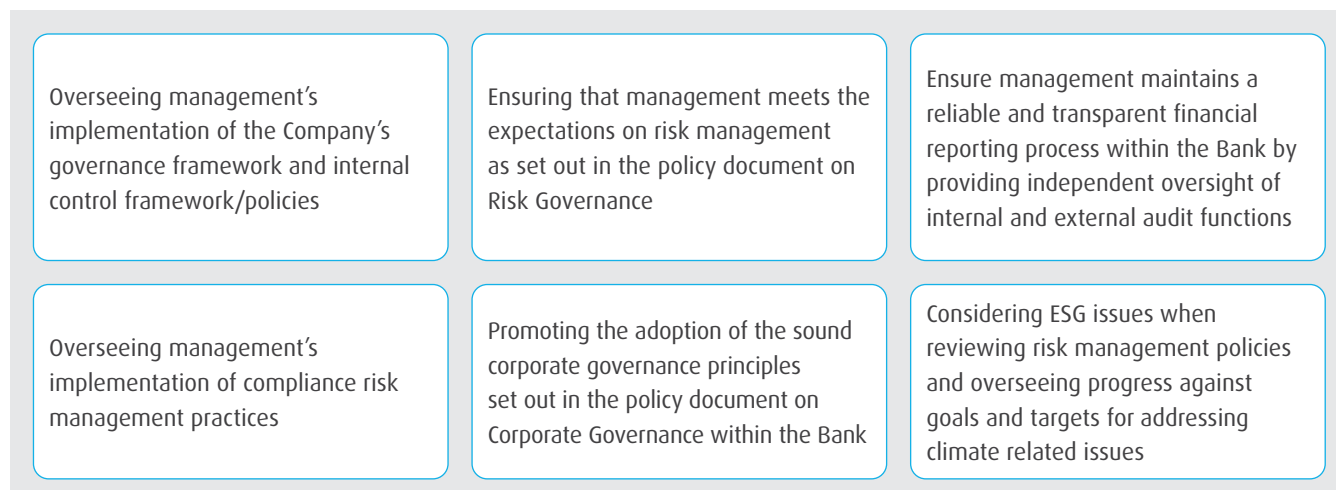 Overseeing management’s
implementation of the Company’s
governance framework and internal
control framework/policies
Ensuring that management meets the
expectations on risk management
as set out in the policy document on
Risk Governance
Ensure management maintains a
reliable and transparent financial
reporting process within the Bank by
providing independent oversight of
internal and external audit functions
Overseeing management’s
implementation of compliance risk
management practices
Promoting the adoption of the sound
corporate governance principles
set out in the policy document on
Corporate Governance within the Bank
Considering ESG issues when
reviewing risk management policies
and overseeing progress against
goals and targets for addressing
climate related issues